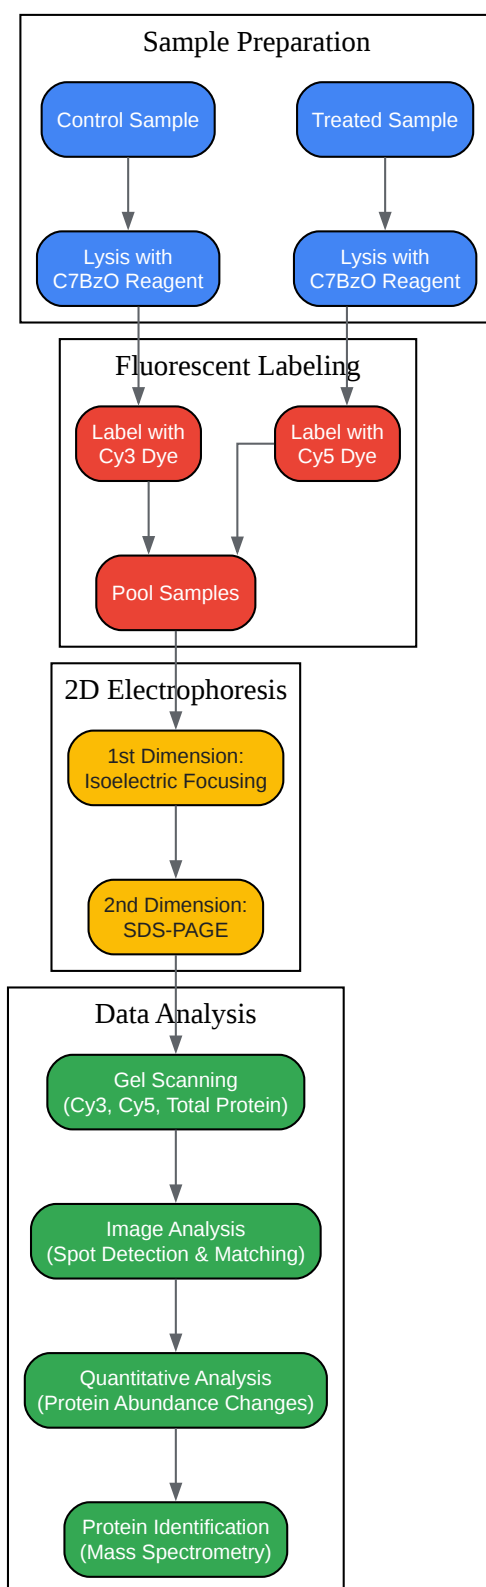 Sample Preparation
Control Sample
Treated Sample
Lysis with
C7BzO Reagent
Lysis with
C7BzO Reagent
Fluorescent Labeling
Label with
Cy3 Dye
Label with
Cy5 Dye
Pool Samples
2D Electrophoresis
1st Dimension:
Isoelectric Focusing
2nd Dimension:
SDS-PAGE
Data Analysis
Gel Scanning
(Cy3, Cy5, Total Protein)
Image Analysis
(Spot Detection & Matching)
Quantitative Analysis
(Protein Abundance Changes)
Protein Identification
(Mass Spectrometry)